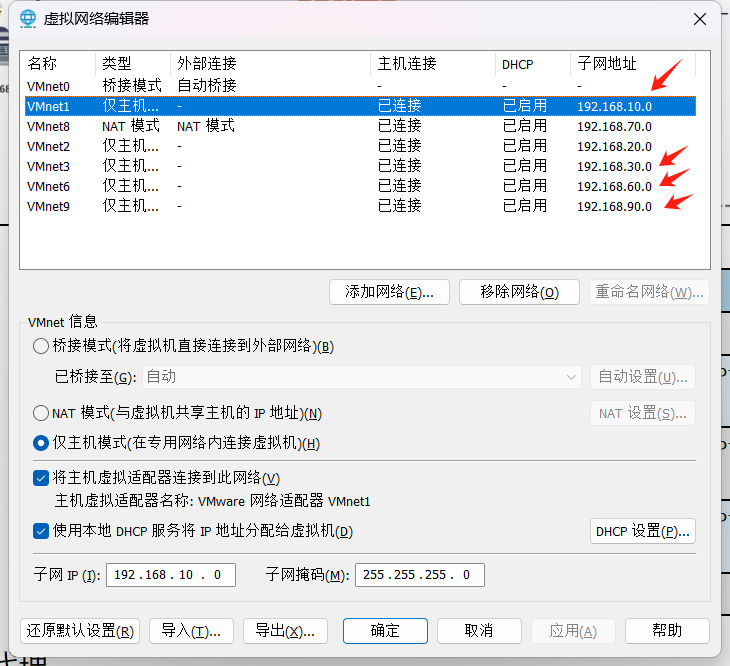 虚拟网络编辑器
名称 类型 外部连接 主机连接 DHCP 子网地址
VMnet0 桥接模式 自动桥接 - - -
VMnet1 仅主机... - 已连接 已启用 192.168.10.0
VMnet8 NAT 模式 NAT 模式 已连接 已启用 192.168.70.0
VMnet2 仅主机... - 已连接 已启用 192.168.20.0
VMnet3 仅主机... - 已连接 已启用 192.168.30.0
VMnet6 仅主机... - 已连接 已启用 192.168.60.0
VMnet9 仅主机... - 已连接 已启用 192.168.90.0
添加网络(E)... 移除网络(O) 重命名网络(W)...
VMnet 信息
桥接模式(将虚拟机直接连接到外部网络)(B)
已桥接至(G): 自动 自动设置(U)...
NAT 模式(与虚拟机共享主机的 IP 地址)(N) NAT 设置(S)...
仅主机模式(在专用网络内连接虚拟机)(H)
将主机虚拟适配器连接到此网络(V)
主机虚拟适配器名称: VMware 网络适配器 VMnet1
使用本地 DHCP 服务将 IP 地址分配给虚拟机(D) DHCP 设置(P)...
子网 IP (I): 192.168.10.0 子网掩码(M): 255.255.255.0
还原默认设置(R) 导入(T)... 导出(X)... 确定 取消 应用(A) 帮助